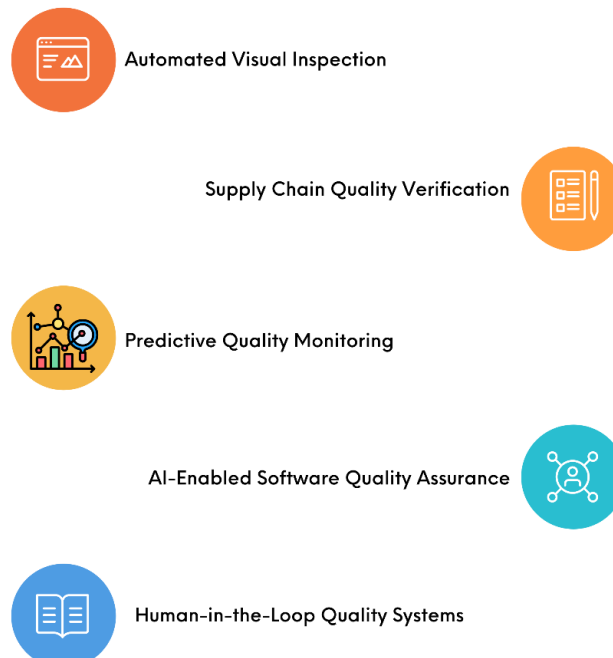 Automated Visual Inspection
Supply Chain Quality Verification
Predictive Quality Monitoring
AI-Enabled Software Quality Assurance
Human-in-the-Loop Quality Systems